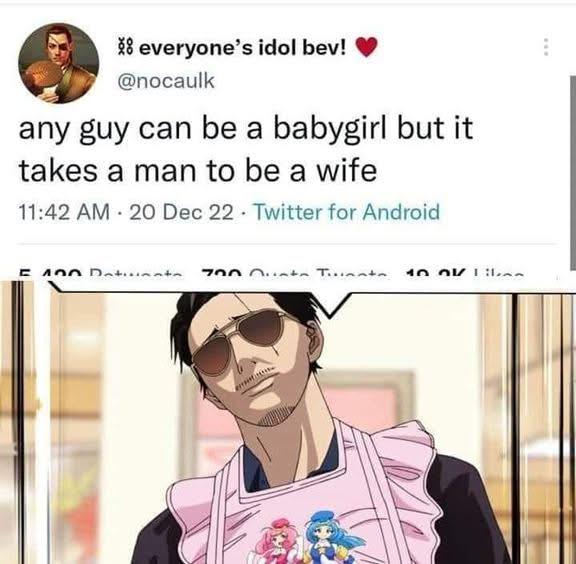 everyone's idol bev!
@nocaulk
any guy can be a babygirl but it
takes a man to be a wife
11:42 AM · 20 Dec 22 · Twitter for Android